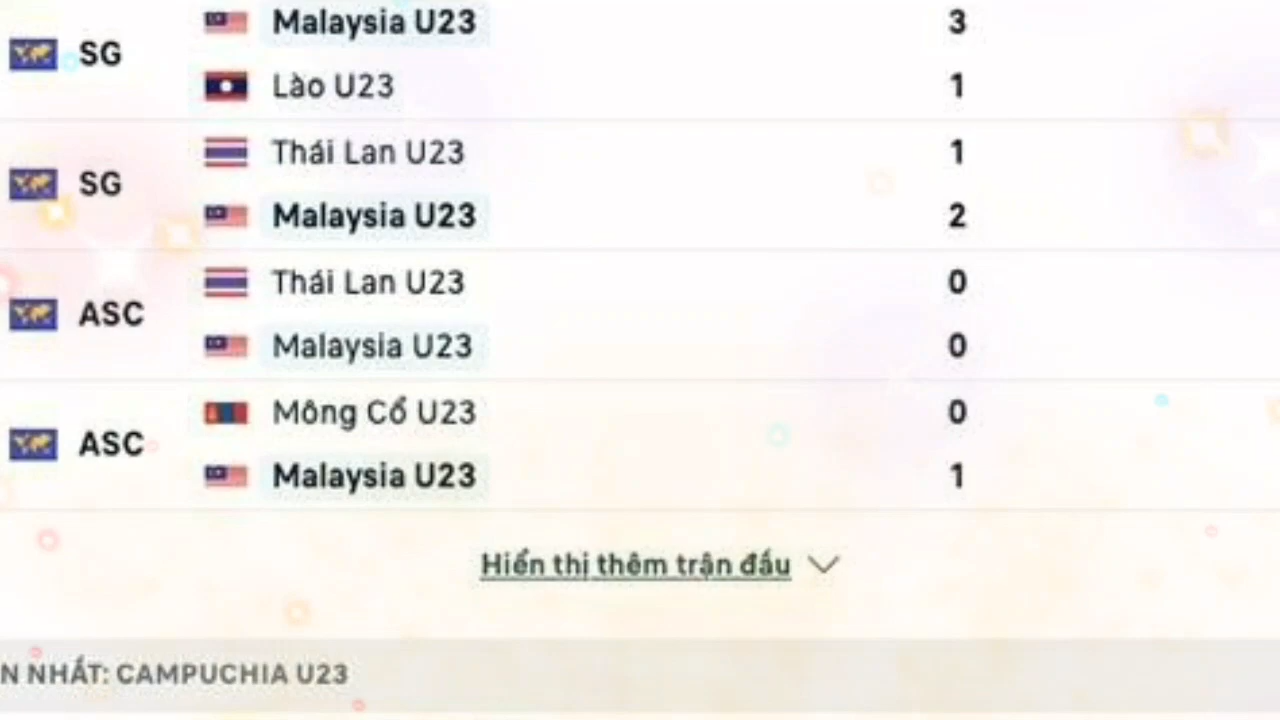 SG
Malaysia U23 3
Lào U23 1
SG
Thái Lan U23 1
Malaysia U23 2
ASC
Thái Lan U23 0
Malaysia U23 0
ASC
Mông Cổ U23 0
Malaysia U23 1
Hiển thị thêm trận đấu
N NHẤT: CAMPUCHIA U23